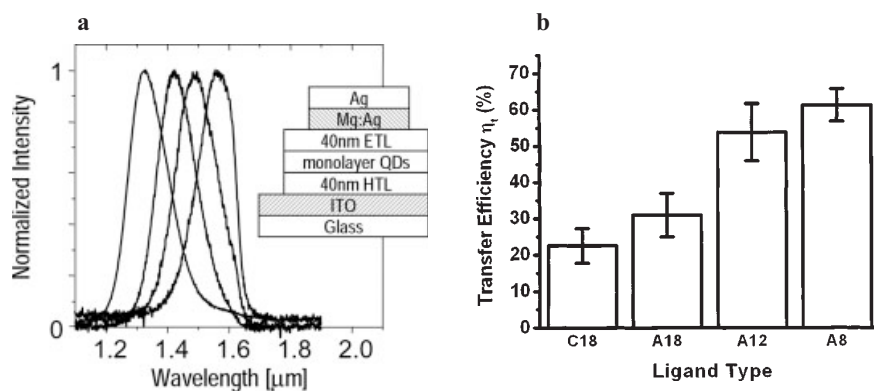 a
Normalized Intensity
1
0
1.2 1.4 1.6 1.8 2.0
Wavelength [µm]
Ag
Mg:Ag
40nm ETL
monolayer QDs
40nm HTL
ITO
Glass
b
Transfer Efficiency ηt (%)
70
60
50
40
30
20
10
0
C18 A18 A12 A8
Ligand Type